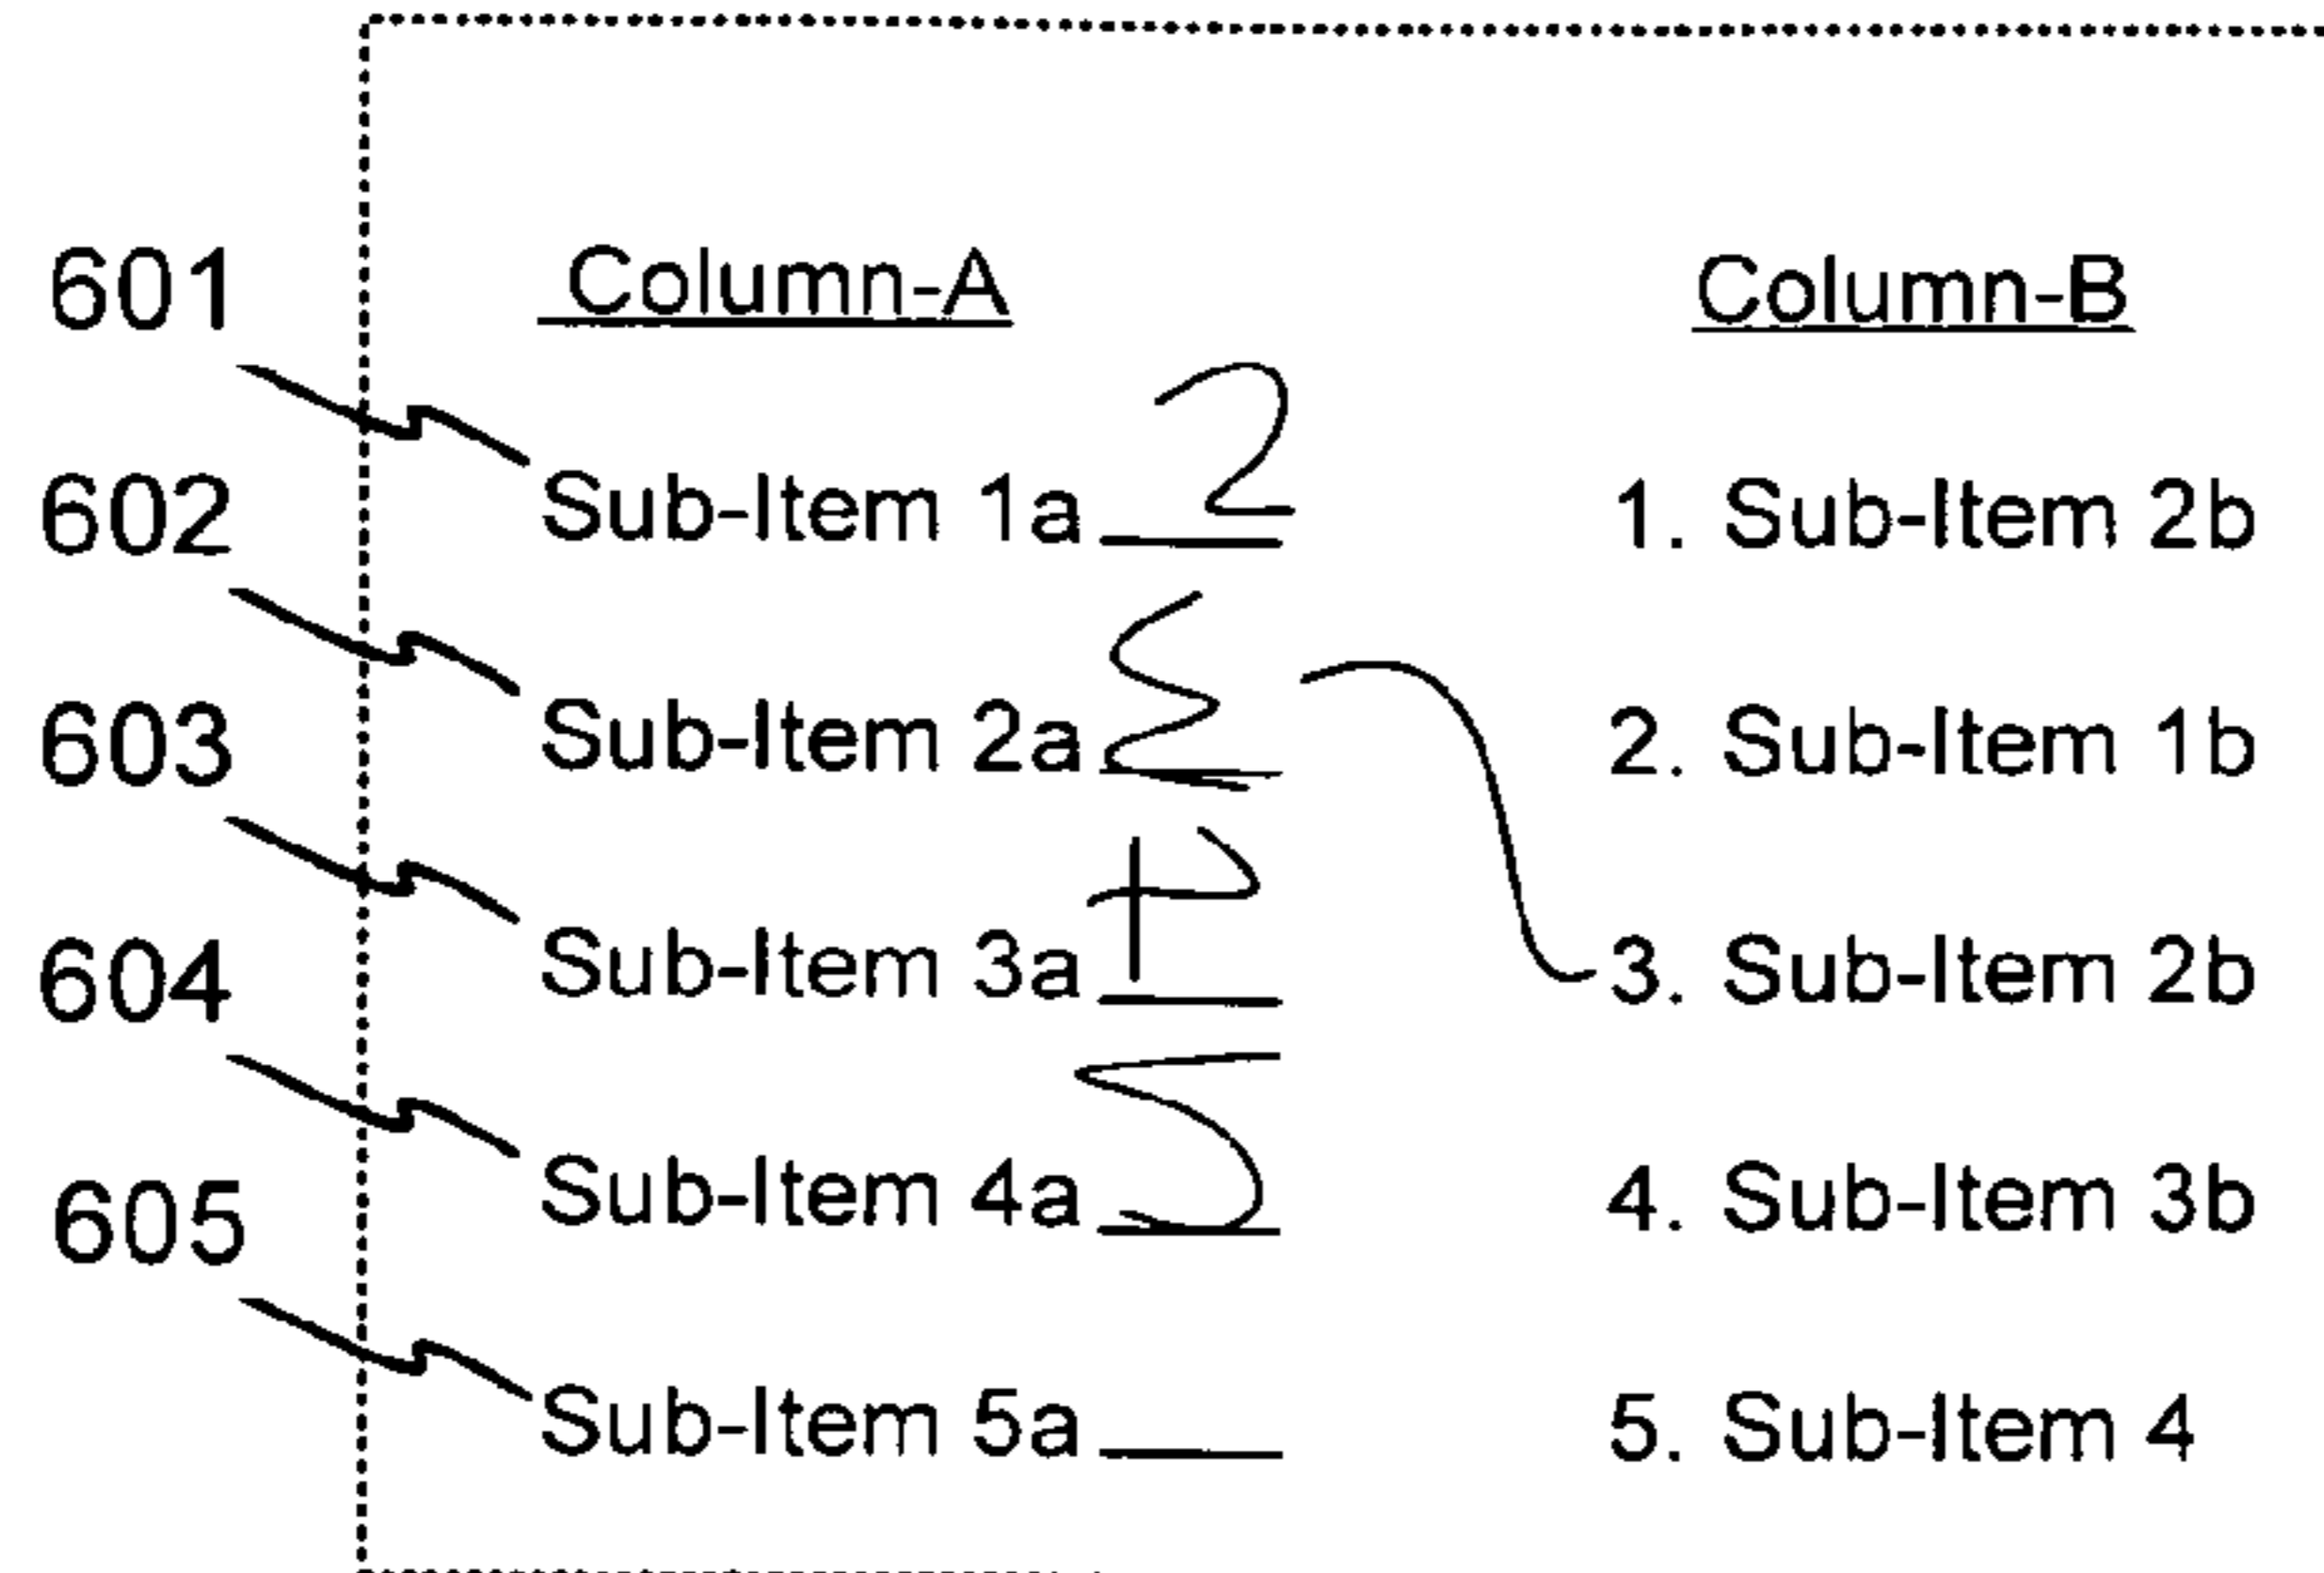 Column-A Column-B
601
Sub-Item 1a 2 1. Sub-Item 2b
602
Sub-Item 2a 2. Sub-Item 1b
603
Sub-Item 3a 3. Sub-Item 2b
604
Sub-Item 4a 5 4. Sub-Item 3b
605
Sub-Item 5a 5. Sub-Item 4